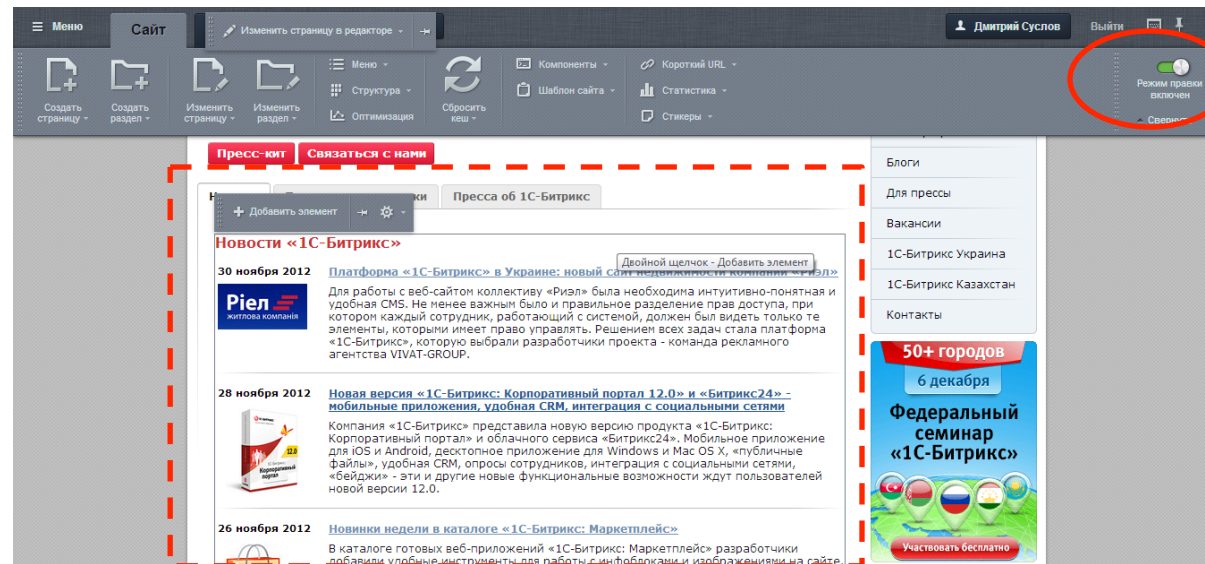 Меню
Сайт
Изменить страницу в редакторе
Дмитрий Суслов
Выйти
Создать страницу
Создать раздел
Изменить страницу
Изменить раздел
Меню
Структура
Оптимизация
Сбросить кеш
Компоненты
Шаблон сайта
Короткий URL
Статистика
Стикеры
Режим правки включен
Пресс-кит
Связаться с нами
Пресса об 1С-Битрикс
Добавить элемент
Новости «1С-Битрикс»
Двойной щелчок - Добавить элемент
30 ноября 2012
Платформа «1С-Битрикс» в Украине: новый сайт недвижимости компании «Риэл»
Рiел
житлова компанія
Для работы с веб-сайтом коллективу «Риэл» была необходима интуитивно-понятная и
удобная CMS. Не менее важным было и правильное разделение прав доступа, при
котором каждый сотрудник, работающий с системой, должен был видеть только те
элементы, которыми имеет право управлять. Решением всех задач стала платформа
«1С-Битрикс», которую выбрали разработчики проекта - команда рекламного
агентства VIVAT-GROUP.
28 ноября 2012
Новая версия «1С-Битрикс: Корпоративный портал 12.0» и «Битрикс24» -
мобильные приложения, удобная CRM, интеграция с социальными сетями
Компания «1С-Битрикс» представила новую версию продукта «1С-Битрикс:
Корпоративный портал» и облачного сервиса «Битрикс24». Мобильное приложение
для iOS и Android, десктопное приложение для Windows и Mac OS X, «публичные
файлы», удобная CRM, опросы сотрудников, интеграция с социальными сетями,
«бейджи» - эти и другие новые функциональные возможности ждут пользователей
новой версии 12.0.
26 ноября 2012
Новинки недели в каталоге «1С-Битрикс: Маркетплейс»
В каталоге готовых веб-приложений «1С-Битрикс: Маркетплейс» разработчики
добавили удобные инструменты для работы с инфоблоками и изображениями на сайте,
Блоги
Для прессы
Вакансии
1С-Битрикс Украина
1С-Битрикс Казахстан
Контакты
50+ городов
6 декабря
Федеральный
семинар
«1С-Битрикс»
Участвовать бесплатно